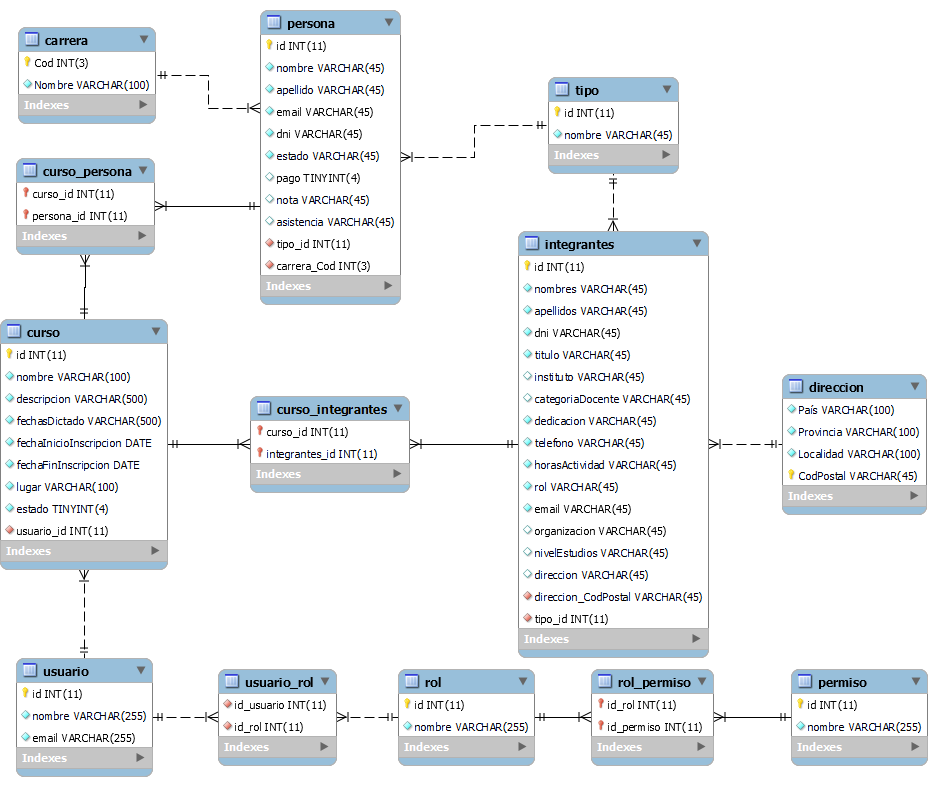 carrera
Cod INT(3)
Nombre VARCHAR(100)
Indexes
persona
id INT(11)
nombre VARCHAR(45)
apellido VARCHAR(45)
email VARCHAR(45)
dni VARCHAR(45)
estado VARCHAR(45)
pago TINYINT(4)
nota VARCHAR(45)
asistencia VARCHAR(45)
tipo_id INT(11)
carrera_Cod INT(3)
Indexes
tipo
id INT(11)
nombre VARCHAR(45)
Indexes
curso_persona
curso_id INT(11)
persona_id INT(11)
Indexes
integrantes
id INT(11)
nombres VARCHAR(45)
apellidos VARCHAR(45)
dni VARCHAR(45)
titulo VARCHAR(45)
instituto VARCHAR(45)
categoriaDocente VARCHAR(45)
dedicacion VARCHAR(45)
telefono VARCHAR(45)
horasActividad VARCHAR(45)
rol VARCHAR(45)
email VARCHAR(45)
organizacion VARCHAR(45)
nivelEstudios VARCHAR(45)
direccion VARCHAR(45)
direccion_CodPostal VARCHAR(45)
tipo_id INT(11)
Indexes
curso
id INT(11)
nombre VARCHAR(100)
descripcion VARCHAR(500)
fechasDictado VARCHAR(500)
fechaInicioInscripcion DATE
fechaFinInscripcion DATE
lugar VARCHAR(100)
estado TINYINT(4)
usuario_id INT(11)
Indexes
curso_integrantes
curso_id INT(11)
integrantes_id INT(11)
Indexes
direccion
País VARCHAR(100)
Provincia VARCHAR(100)
Localidad VARCHAR(100)
CodPostal VARCHAR(45)
Indexes
usuario
id INT(11)
nombre VARCHAR(255)
email VARCHAR(255)
Indexes
usuario_rol
id_usuario INT(11)
id_rol INT(11)
Indexes
rol
id INT(11)
nombre VARCHAR(255)
Indexes
rol_permiso
id_rol INT(11)
id_permiso INT(11)
Indexes
permiso
id INT(11)
nombre VARCHAR(255)
Indexes